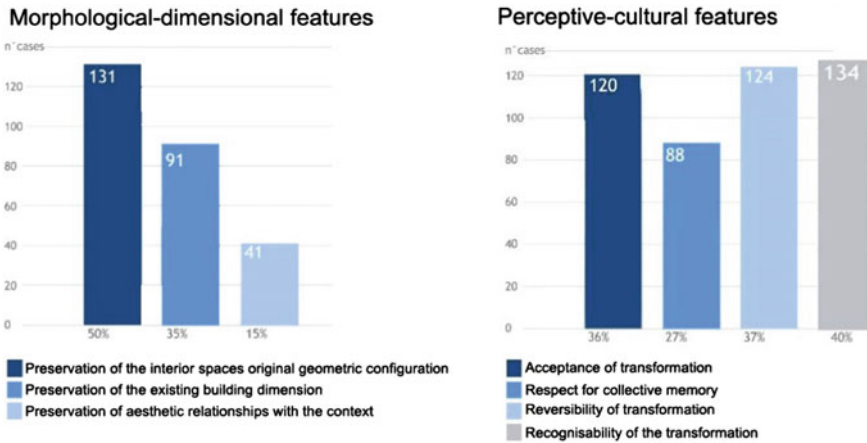 Morphological-dimensional features
n°cases
120
100
80
60
40
20
0
131
91
41
50% 35% 15%
Preservation of the interior spaces original geometric configuration
Preservation of the existing building dimension
Preservation of aesthetic relationships with the context
Perceptive-cultural features
n°cases
120
100
80
60
40
20
0
120
88
124
134
36% 27% 37% 40%
Acceptance of transformation
Respect for collective memory
Reversibility of transformation
Recognisability of the transformation